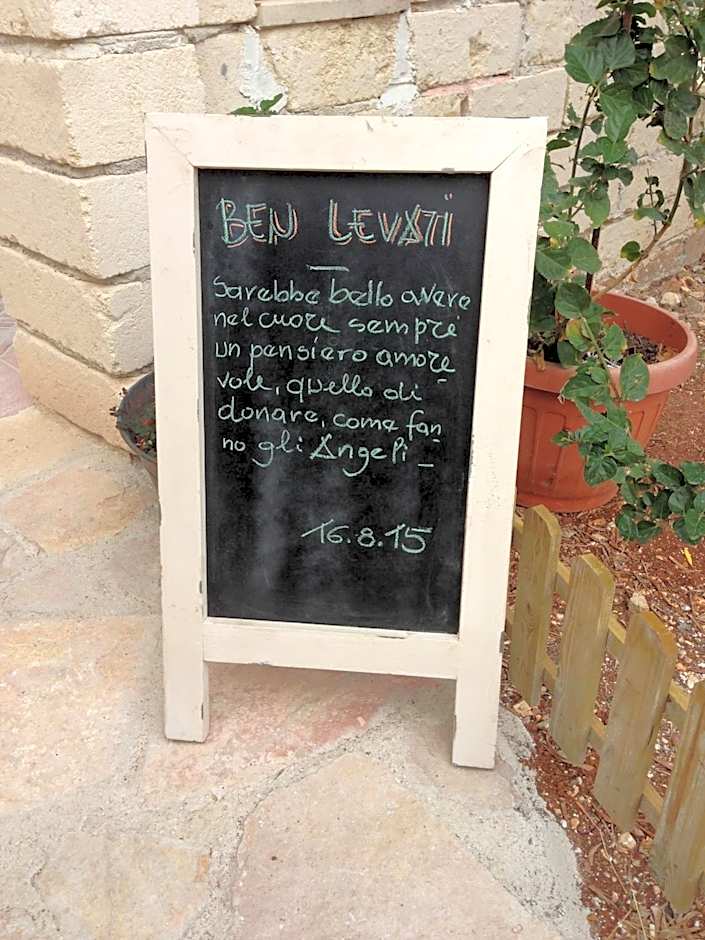 BEN LEVATI
Sarebbe bello avere
nel cuore sempre
un pensiero amore
vole, quello di
donare, come fan
no gli Angeli
16.8.15